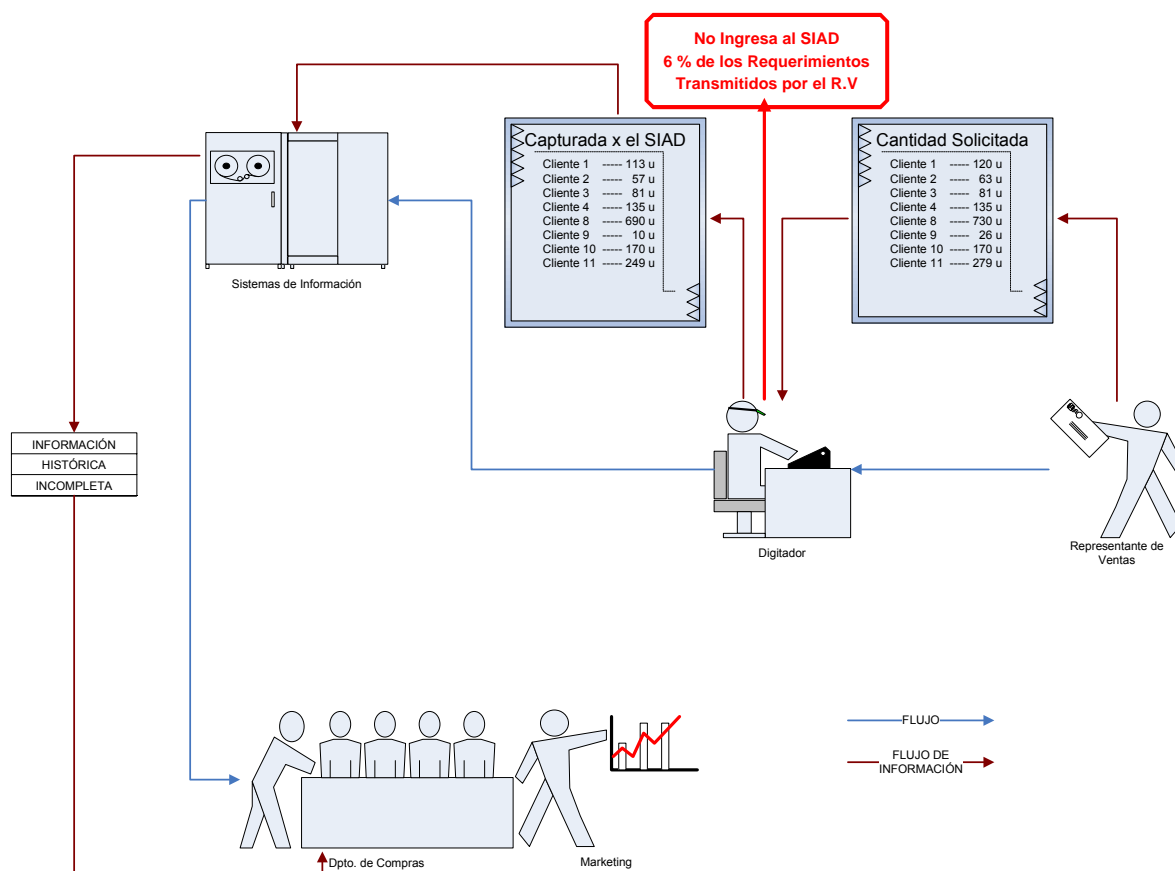 No Ingresa al SIAD
6 % de los Requerimientos
Transmitidos por el R.V
Capturada x el SIAD
Cliente 1 ----- 113 u
Cliente 2 ----- 57 u
Cliente 3 ----- 81 u
Cliente 4 ----- 135 u
Cliente 8 ----- 690 u
Cliente 9 ----- 10 u
Cliente 10 ----- 170 u
Cliente 11 ----- 249 u
Cantidad Solicitada
Cliente 1 ----- 120 u
Cliente 2 ----- 63 u
Cliente 3 ----- 81 u
Cliente 4 ----- 135 u
Cliente 8 ----- 730 u
Cliente 9 ----- 26 u
Cliente 10 ----- 170 u
Cliente 11 ----- 279 u
Sistemas de Información
INFORMACIÓN
HISTÓRICA
INCOMPLETA
Digitador
Representante de
Ventas
FLUJO
FLUJO DE
INFORMACIÓN
Dpto. de Compras
Marketing